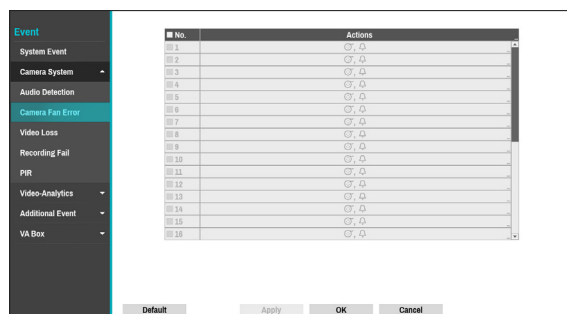 Event
System Event
Camera System
Audio Detection
Camera Fan Error
Video Loss
Recording Fail
PIR
Video-Analytics
Additional Event
VA Box
No. Actions
1 ,
2 ,
3 ,
4 ,
5 ,
6 ,
7 ,
8 ,
9 ,
10 ,
11 ,
12 ,
13 ,
14 ,
15 ,
16 ,
Default Apply OK Cancel